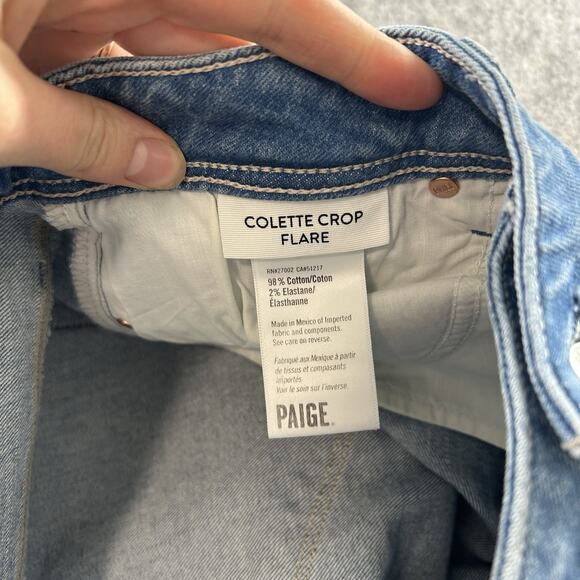 COLETTE CROP
FLARE
RN#27002 CA#51217
98% Cotton/Coton
2% Elastane/
Élasthanne
Made in Mexico of Imported
fabric and components.
See care on reverse.
Fabriqué aux Mexique à partir
de tissus et composants
importés
Voir le soin sur l'inverse.
PAIGE.